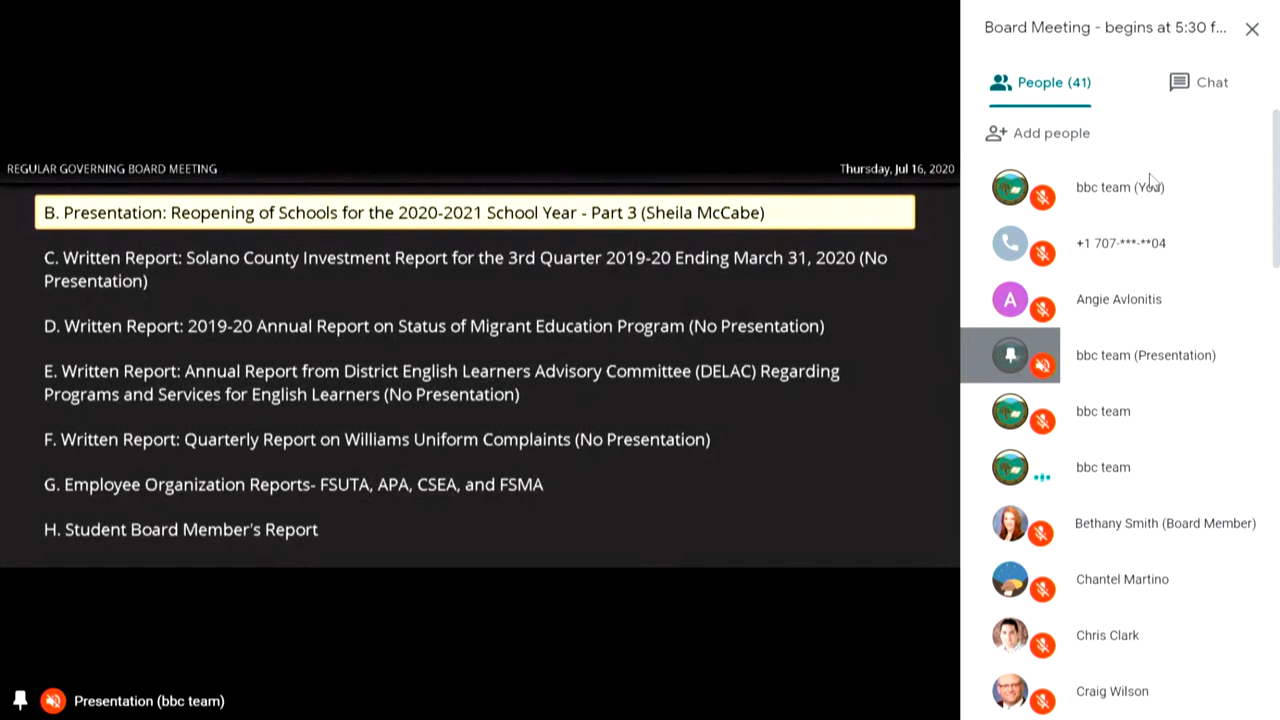 REGULAR GOVERNING BOARD MEETING
Thursday, Jul 16, 2020
B. Presentation: Reopening of Schools for the 2020-2021 School Year - Part 3 (Sheila McCabe)
C. Written Report: Solano County Investment Report for the 3rd Quarter 2019-20 Ending March 31, 2020 (No
Presentation)
D. Written Report: 2019-20 Annual Report on Status of Migrant Education Program (No Presentation)
E. Written Report: Annual Report from District English Learners Advisory Committee (DELAC) Regarding
Programs and Services for English Learners (No Presentation)
F. Written Report: Quarterly Report on Williams Uniform Complaints (No Presentation)
G. Employee Organization Reports- FSUTA, APA, CSEA, and FSMA
H. Student Board Member's Report
Presentation (bbc team)
Board Meeting - begins at 5:30 f...
People (41)
Chat
Add people
bbc team (You)
+1 707-***-**04
A
Angie Avlonitis
bbc team (Presentation)
bbc team
bbc team
Bethany Smith (Board Member)
Chantel Martino
Chris Clark
Craig Wilson